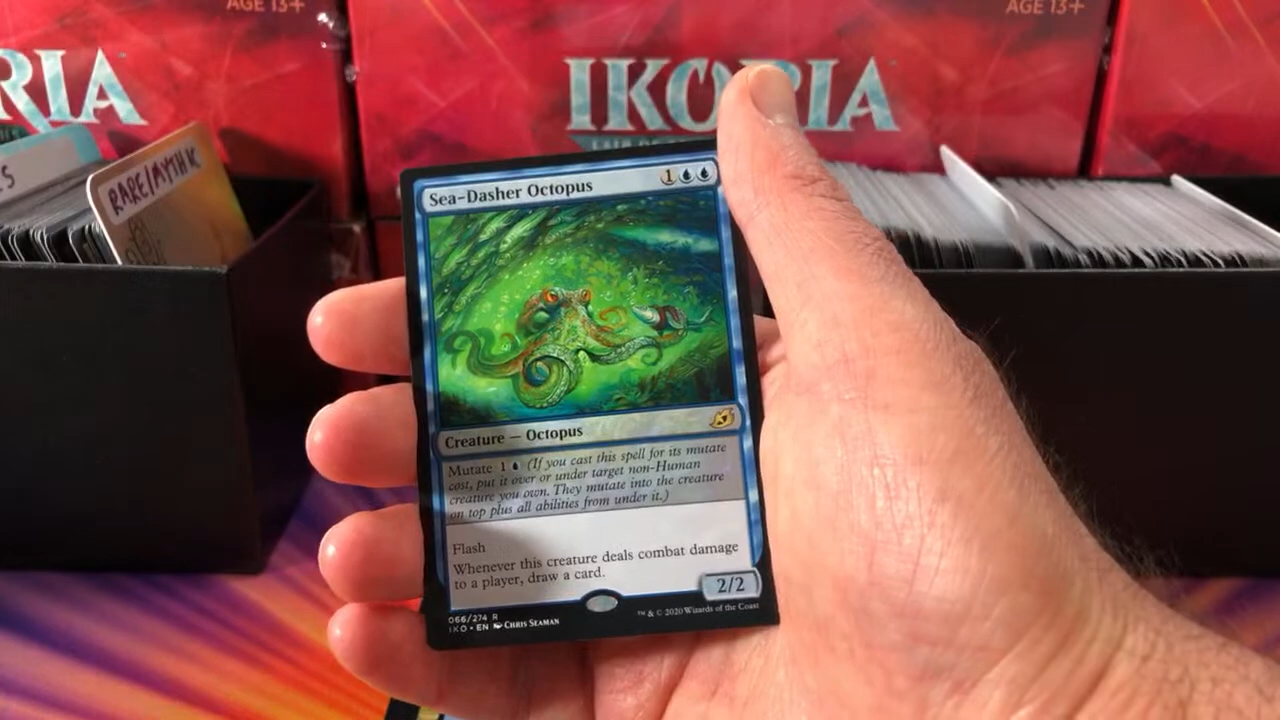 AGE 13+
AGE 13+
RIA
IKORIA
S
RARE/MYTHIC
Sea-Dasher Octopus
1
Creature — Octopus
Mutate 1 (If you cast this spell for its mutate
cost, put it over or under target non-Human
creature you own. They mutate into the creature
on top plus all abilities from under it.)
Flash
Whenever this creature deals combat damage
to a player, draw a card.
2/2
066/274 R
IKO • EN CHRIS SEAMAN
™ & © 2020 Wizards of the Coast